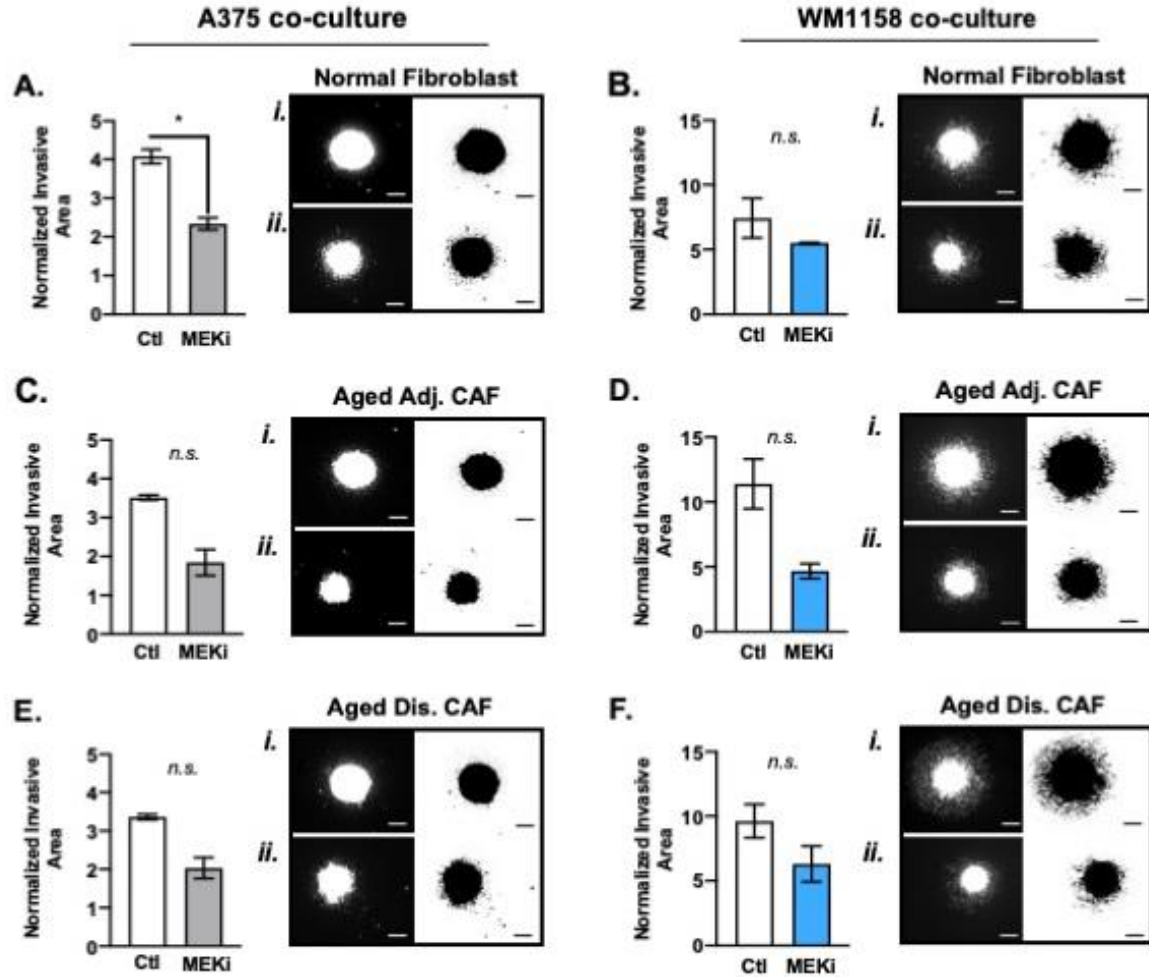 A375 co-culture
WM1158 co-culture
A.
Normal Fibroblast
i.
ii.
Normalized Invasive
Area
5
4
3
2
1
0
*
Ctl MEKi
B.
Normal Fibroblast
i.
ii.
Normalized Invasive
Area
15
10
5
0
n.s.
Ctl MEKi
C.
Aged Adj. CAF
i.
ii.
Normalized Invasive
Area
5
4
3
2
1
0
n.s.
Ctl MEKi
D.
Aged Adj. CAF
i.
ii.
Normalized Invasive
Area
15
10
5
0
n.s.
Ctl MEKi
E.
Aged Dis. CAF
i.
ii.
Normalized Invasive
Area
5
4
3
2
1
0
n.s.
Ctl MEKi
F.
Aged Dis. CAF
i.
ii.
Normalized Invasive
Area
15
10
5
0
n.s.
Ctl MEKi